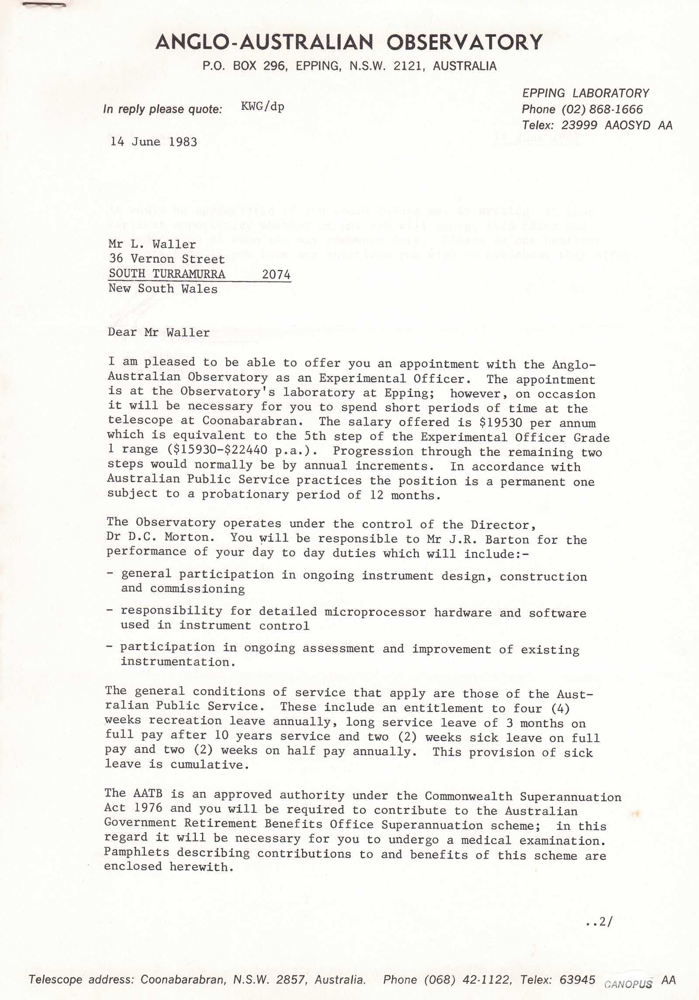 ANGLO-AUSTRALIAN OBSERVATORY
P.O. BOX 296, EPPING, N.S.W. 2121, AUSTRALIA
EPPING LABORATORY
In reply please quote: KWG/dp
Phone (02) 868-1666
Telex: 23999 AAOSYD AA
14 June 1983
Mr L. Waller
36 Vernon Street
SOUTH TURRAMURRA 2074
New South Wales
Dear Mr Waller
I am pleased to be able to offer you an appointment with the Anglo-
Australian Observatory as an Experimental Officer. The appointment
is at the Observatory's laboratory at Epping; however, on occasion
it will be necessary for you to spend short periods of time at the
telescope at Coonabarabran. The salary offered is $19530 per annum
which is equivalent to the 5th step of the Experimental Officer Grade
1 range ($15930-$22440 p.a.). Progression through the remaining two
steps would normally be by annual increments. In accordance with
Australian Public Service practices the position is a permanent one
subject to a probationary period of 12 months.
The Observatory operates under the control of the Director,
Dr D.C. Morton. You will be responsible to Mr J.R. Barton for the
performance of your day to day duties which will include:-
- general participation in ongoing instrument design, construction
and commissioning
- responsibility for detailed microprocessor hardware and software
used in instrument control
- participation in ongoing assessment and improvement of existing
instrumentation.
The general conditions of service that apply are those of the Aust-
ralian Public Service. These include an entitlement to four (4)
weeks recreation leave annually, long service leave of 3 months on
full pay after 10 years service and two (2) weeks sick leave on full
pay and two (2) weeks on half pay annually. This provision of sick
leave is cumulative.
The AATB is an approved authority under the Commonwealth Superannuation
Act 1976 and you will be required to contribute to the Australian
Government Retirement Benefits Office Superannuation scheme; in this
regard it will be necessary for you to undergo a medical examination.
Pamphlets describing contributions to and benefits of this scheme are
enclosed herewith.
..2/
Telescope address: Coonabarabran, N.S.W. 2857, Australia. Phone (068) 42-1122, Telex: 63945 CANOPUS AA